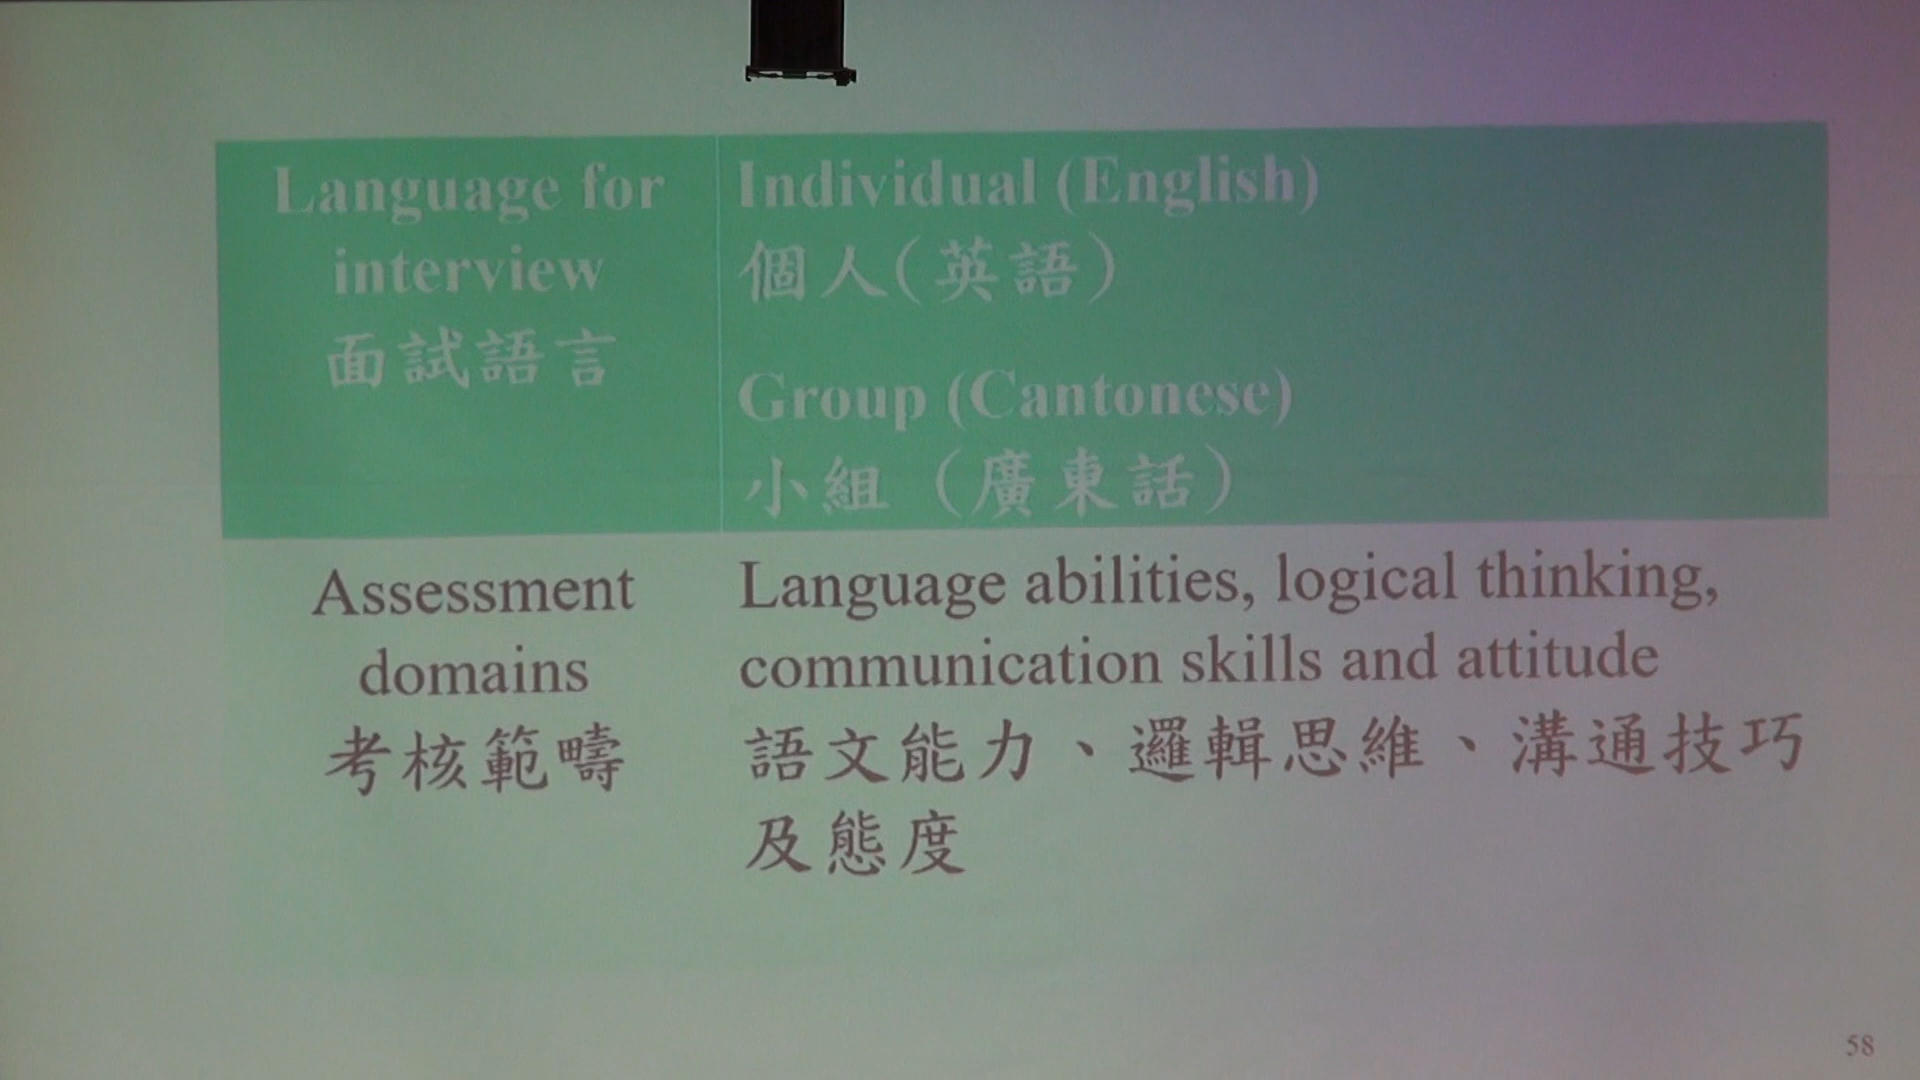 Language for
interview
面試語言
Individual (English)
個人(英語)
Group (Cantonese)
小組 (廣東話)
Assessment
domains
考核範疇
Language abilities, logical thinking,
communication skills and attitude
語文能力、邏輯思維、溝通技巧
及態度
58